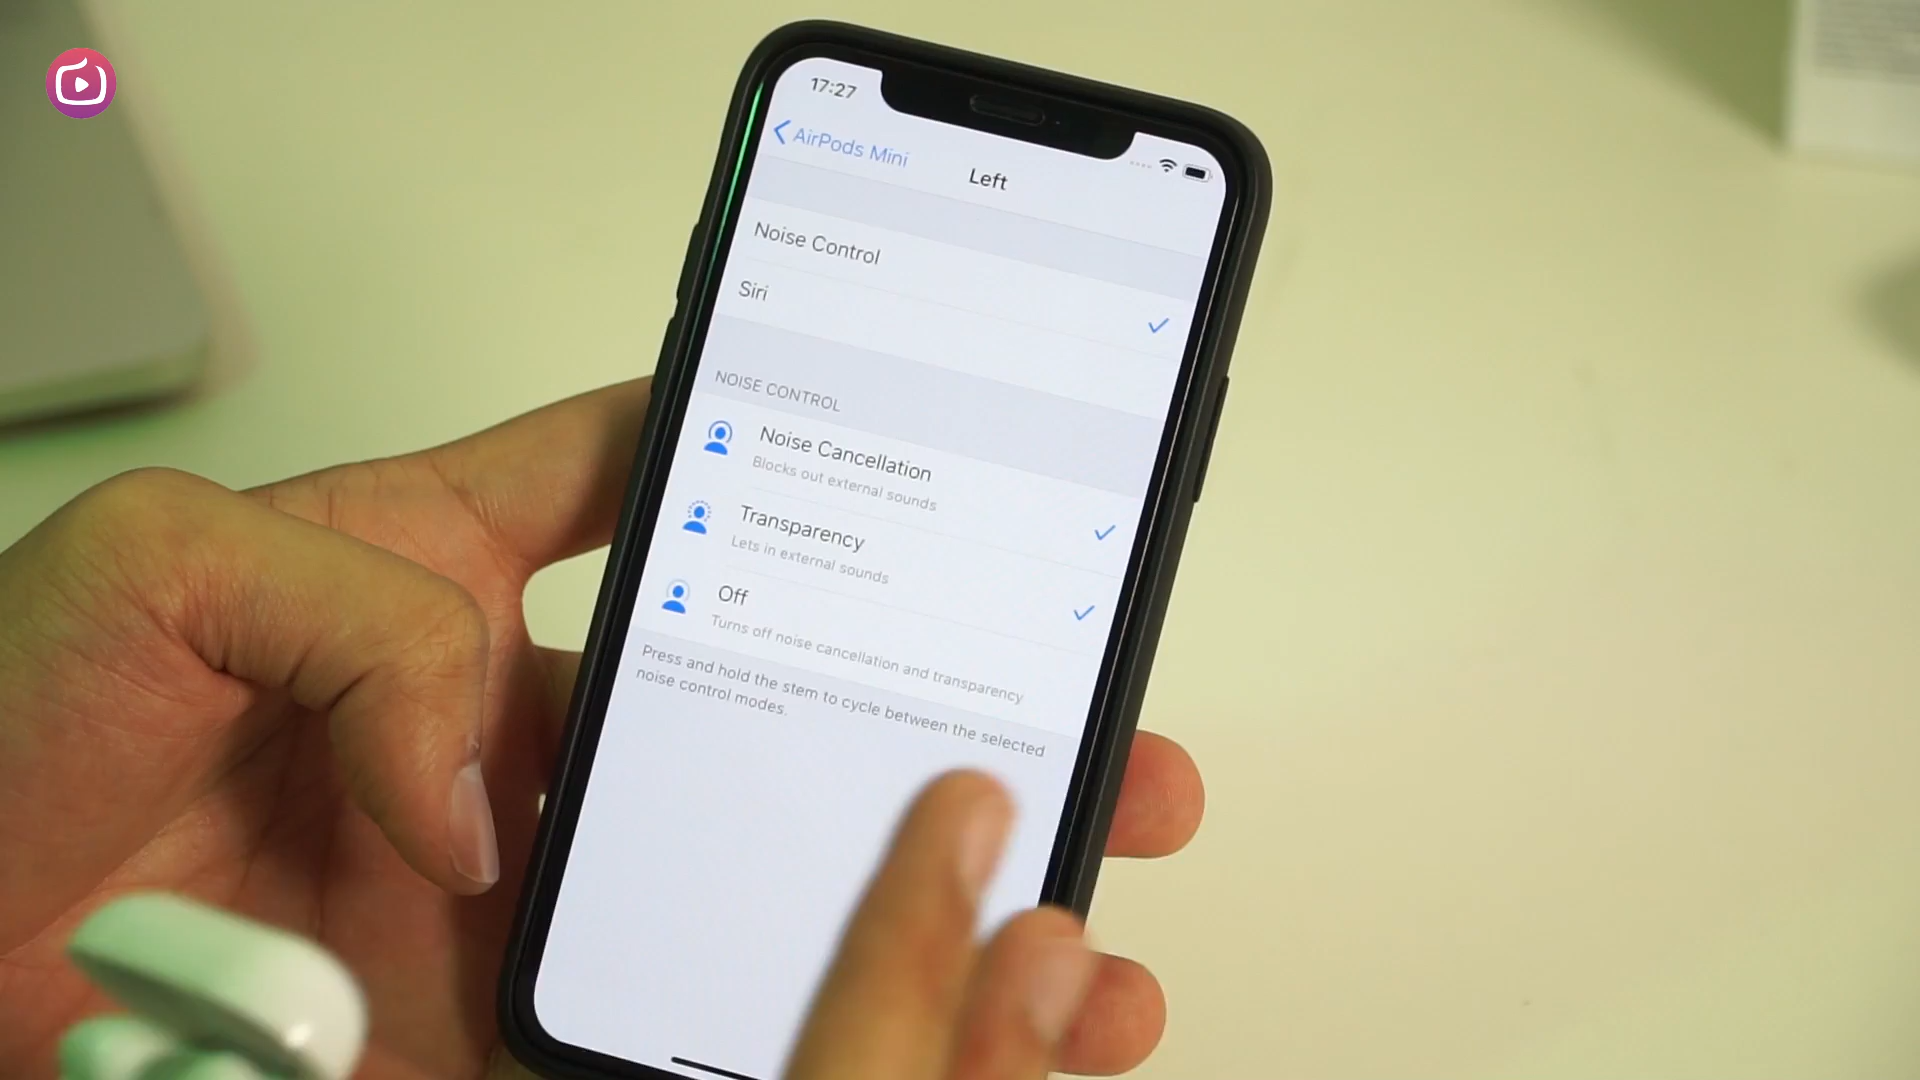 17:27
AirPods Mini
Left
Noise Control
Siri
NOISE CONTROL
Noise Cancellation
Blocks out external sounds
Transparency
Lets in external sounds
Off
Turns off noise cancellation and transparency
Press and hold the stem to cycle between the selected
noise control modes.